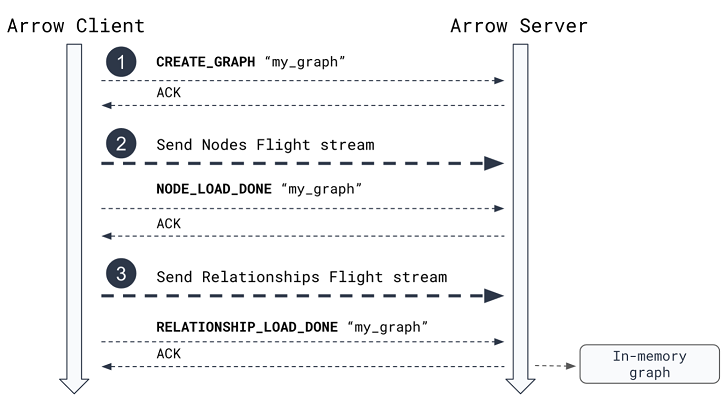 Arrow Client
Arrow Server
1
CREATE_GRAPH “my_graph”
ACK
2
Send Nodes Flight stream
NODE_LOAD_DONE “my_graph”
ACK
3
Send Relationships Flight stream
RELATIONSHIP_LOAD_DONE “my_graph”
ACK
In-memory
graph